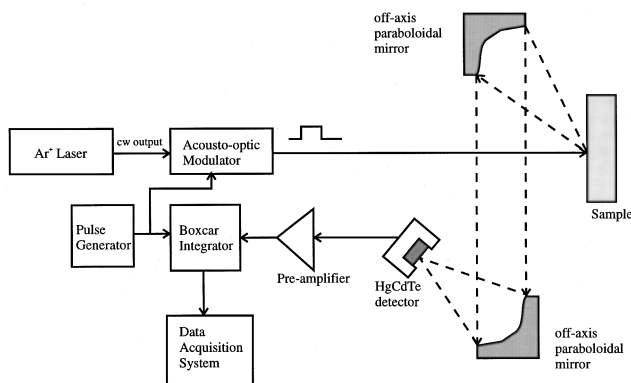 off-axis
paraboloidal
mirror
Ar⁺ Laser
cw output
Acousto-optic
Modulator
Sample
Pulse
Generator
Boxcar
Integrator
Pre-amplifier
HgCdTe
detector
Data
Acquisition
System
off-axis
paraboloidal
mirror